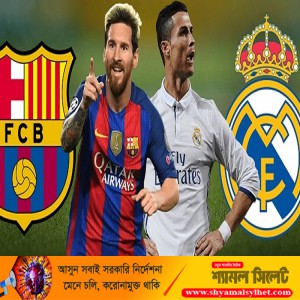 FCB
QATAR
AIRWAYS
Fly
Emirates
আসুন সবাই সরকারি নির্দেশনা
মেনে চলি, করোনামুক্ত থাকি
শ্যামল সিলেট
www.shyamalsylhet.com